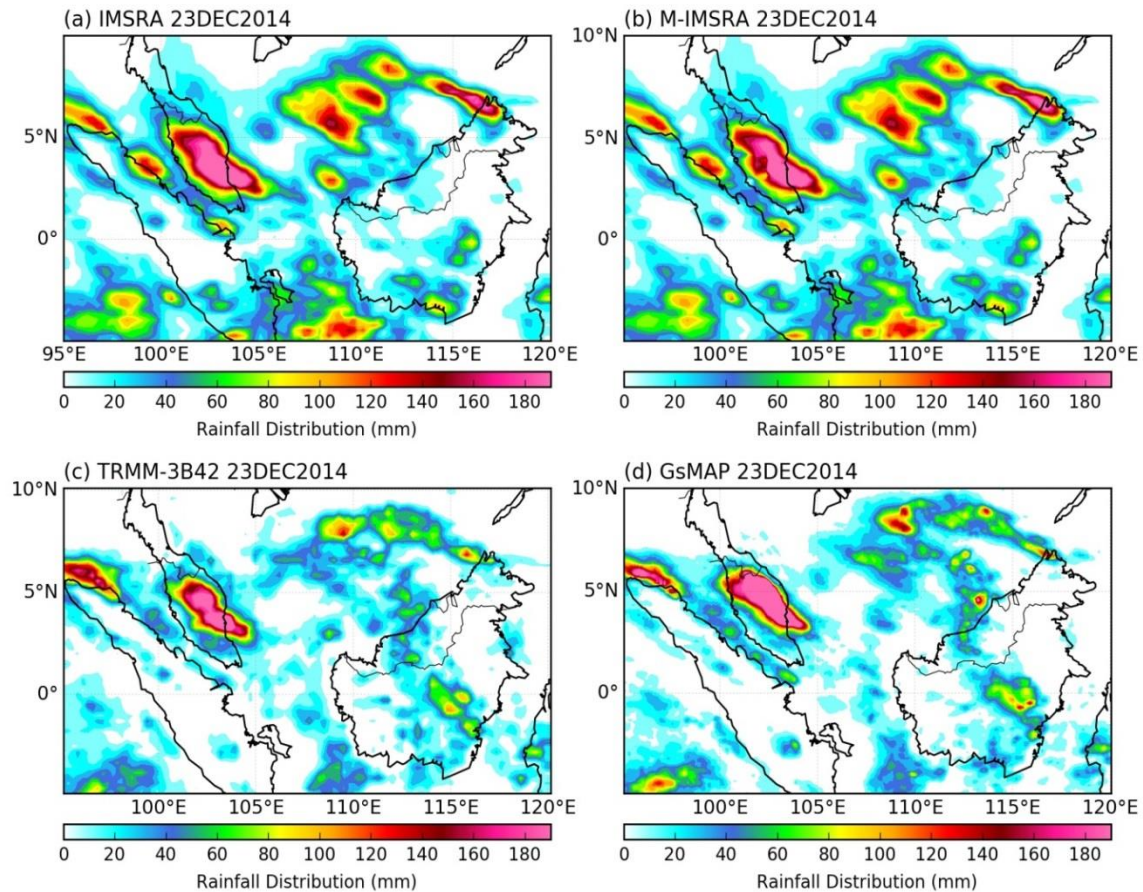 (a) IMSRA 23DEC2014
5°N
0°
95°E 100°E 105°E 110°E 115°E 120°E
0 20 40 60 80 100 120 140 160 180
Rainfall Distribution (mm)
(b) M-IMSRA 23DEC2014
10°N
5°N
0°
100°E 105°E 110°E 115°E 120°E
0 20 40 60 80 100 120 140 160 180
Rainfall Distribution (mm)
(c) TRMM-3B42 23DEC2014
10°N
5°N
0°
100°E 105°E 110°E 115°E 120°E
0 20 40 60 80 100 120 140 160 180
Rainfall Distribution (mm)
(d) GsMAP 23DEC2014
10°N
5°N
0°
100°E 105°E 110°E 115°E 120°E
0 20 40 60 80 100 120 140 160 180
Rainfall Distribution (mm)